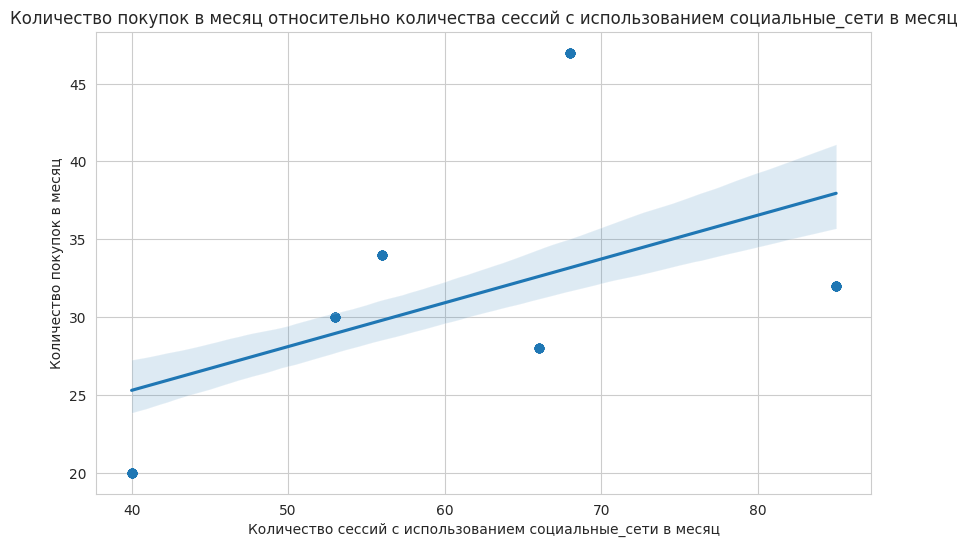 Количество покупок в месяц относительно количества сессий с использованием социальные_сети в месяц
45
40
35
30
25
20
Количество покупок в месяц
40 50 60 70 80
Количество сессий с использованием социальные_сети в месяц